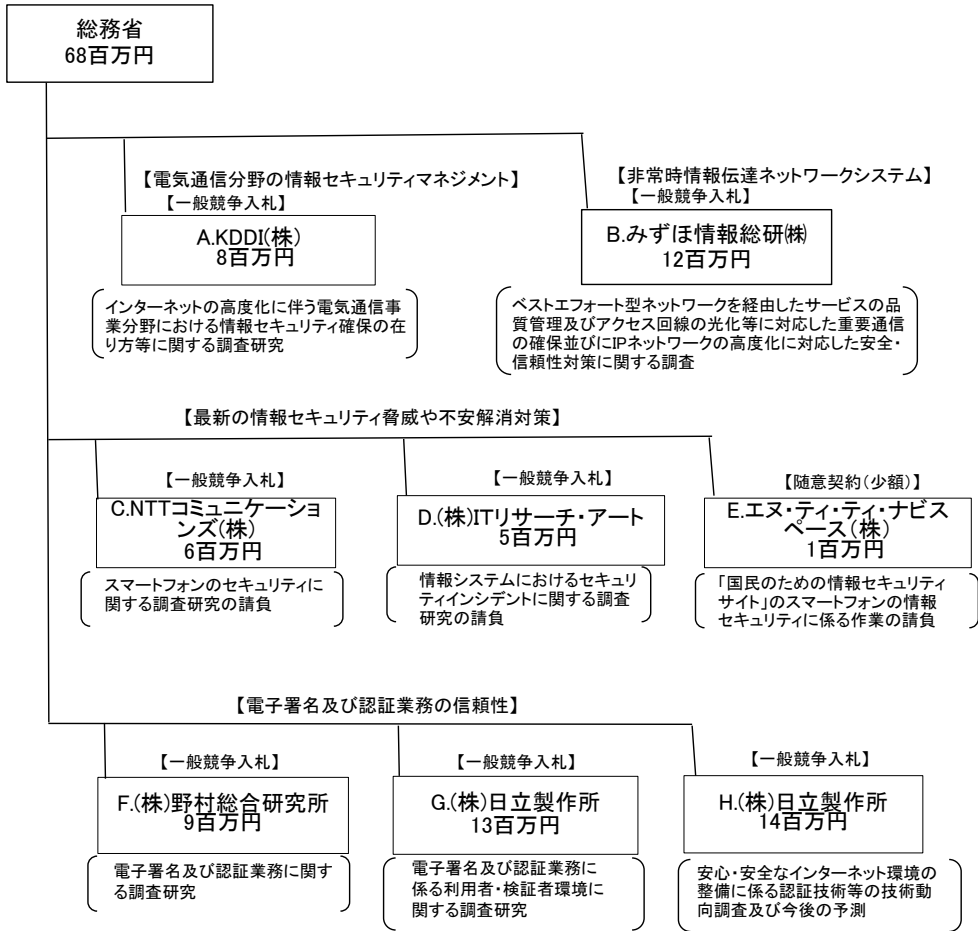 総務省
68百万円
【電気通信分野の情報セキュリティマネジメント】
【一般競争入札】
A.KDDI(株)
8百万円
インターネットの高度化に伴う電気通信事
業分野における情報セキュリティ確保の在
り方等に関する調査研究
【非常時情報伝達ネットワークシステム】
【一般競争入札】
B.みずほ情報総研㈱
12百万円
ベストエフォート型ネットワークを経由したサービスの品
質管理及びアクセス回線の光化等に対応した重要通信
の確保並びにIPネットワークの高度化に対応した安全・
信頼性対策に関する調査
【最新の情報セキュリティ脅威や不安解消対策】
【一般競争入札】
C.NTTコミュニケーショ
ンズ(株)
6百万円
スマートフォンのセキュリティに
関する調査研究の請負
【一般競争入札】
D.(株)ITリサーチ・アート
5百万円
情報システムにおけるセキュリ
ティインシデントに関する調査
研究の請負
【随意契約(少額)】
E.エヌ・ティ・ティ・ナビス
ペース(株)
1百万円
「国民のための情報セキュリティ
サイト」のスマートフォンの情報
セキュリティに係る作業の請負
【電子署名及び認証業務の信頼性】
【一般競争入札】
F.(株)野村総合研究所
9百万円
電子署名及び認証業務に関す
る調査研究
【一般競争入札】
G.(株)日立製作所
13百万円
電子署名及び認証業務に
係る利用者・検証者環境に
関する調査研究
【一般競争入札】
H.(株)日立製作所
14百万円
安心・安全なインターネット環境の
整備に係る認証技術等の技術動
向調査及び今後の予測